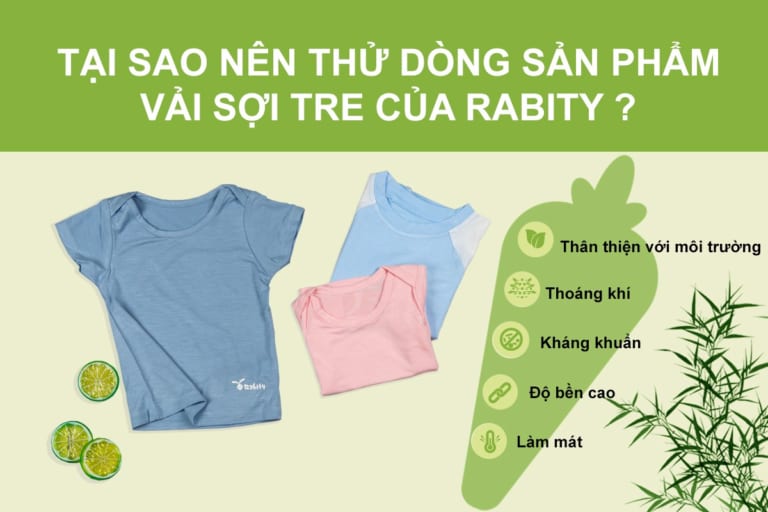 TẠI SAO NÊN THỬ DÒNG SẢN PHẨM
VẢI SỢI TRE CỦA RABITY ?
Thân thiện với môi trường
Thoáng khí
Kháng khuẩn
Độ bền cao
Làm mát
Rabity